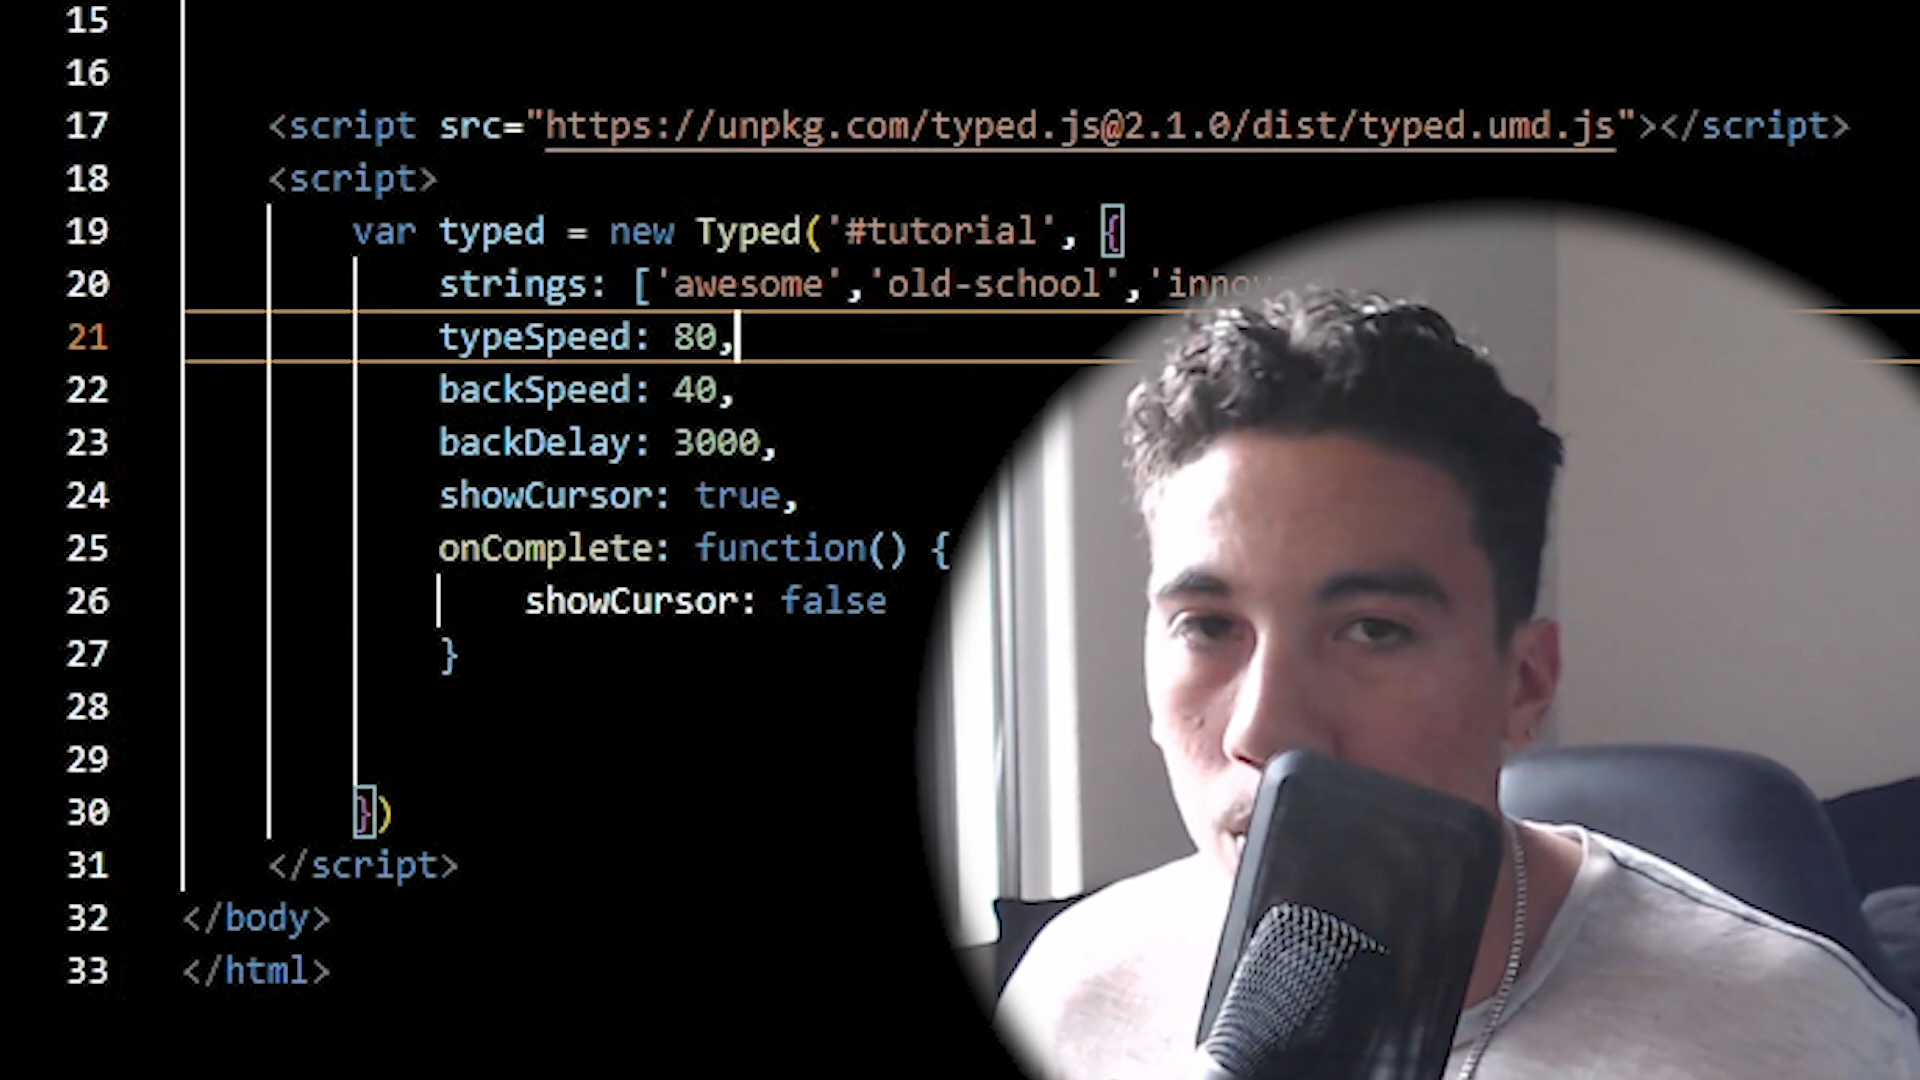 15
16
17 <script src="https://unpkg.com/typed.js@2.1.0/dist/typed.umd.js"></script>
18 <script>
19 var typed = new Typed('#tutorial', {
20 strings: ['awesome','old-school','
21 typeSpeed: 80,
22 backSpeed: 40,
23 backDelay: 3000,
24 showCursor: true,
25 onComplete: function() {
26 showCursor: false
27 }
28
29
30 })
31 </script>
32 </body>
33 </html>